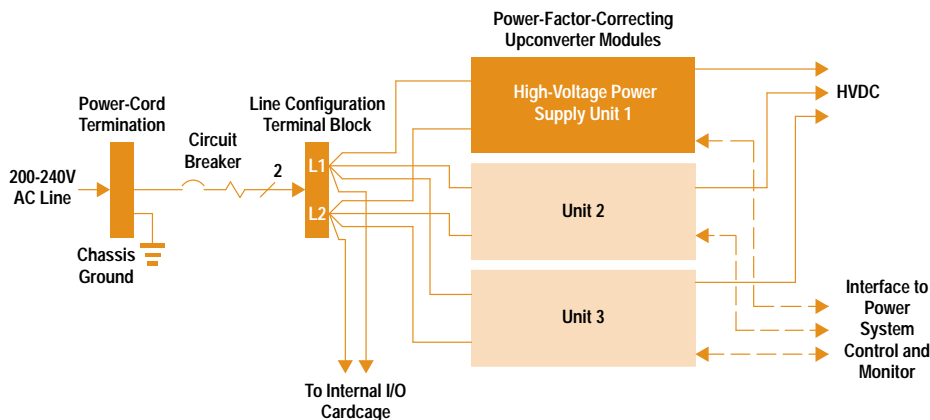 Power-Factor-Correcting
Upconverter Modules
High-Voltage Power
Supply Unit 1
HVDC
Power-Cord
Termination
Line Configuration
Terminal Block
Circuit
Breaker
2
L1
200-240V
AC Line
L2
Unit 2
Chassis
Ground
Unit 3
Interface to
Power
System
Control and
Monitor
To Internal I/O
Cardcage